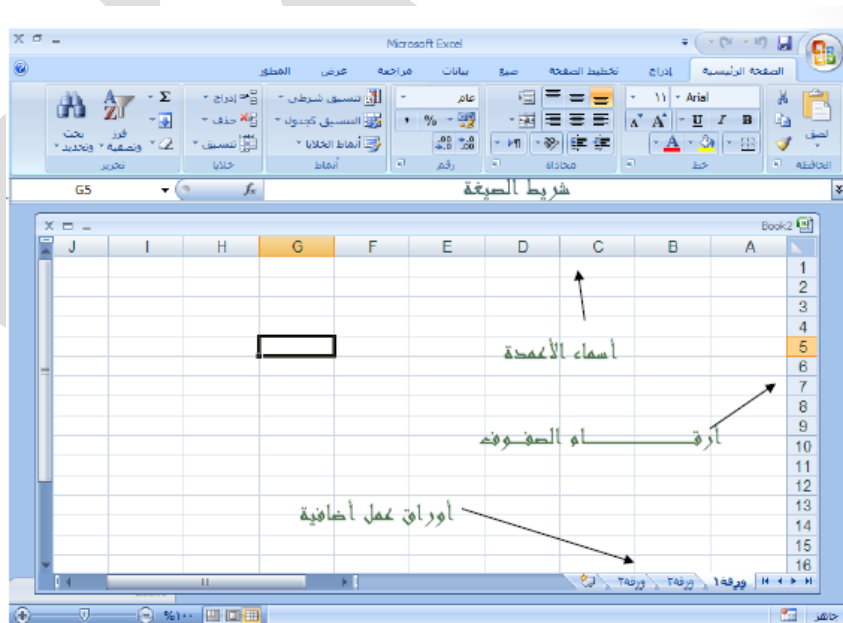 Microsoft Excel
الصفحة الرئيسية إدراج تخطيط الصفحة صيغ بيانات مراجعة عرض المطور
لصق
Arial ١١
عام
تنسيق شرطي
إدراج
Σ
B I U
% ,
التنسيق كجدول
حذف
أنماط الخلايا
تنسيق
فرز وتصفية
بحث وتحديد
الحافظة خط محاذاة رقم أنماط خلايا تحرير
شريط الصيغة fx G5
Book2
A B C D E F G H I J
1
2
3
4
أسماء الأعمدة
5
6
7
8
9
أرقـــام الصفــوف
10
11
12
13
أوراق عمل أضافية
14
15
16
ورقة١ ورقة٢ ورقة٣
جاهز %١٠٠